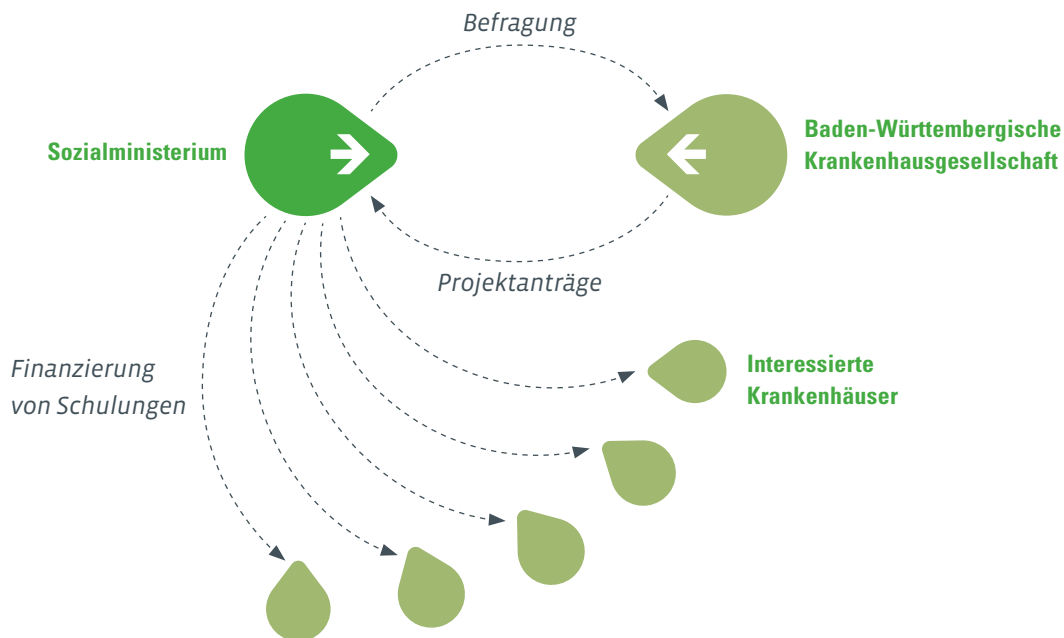 Befragung
Sozialministerium
Baden-Württembergische
Krankenhausgesellschaft
Projektanträge
Finanzierung
von Schulungen
Interessierte
Krankenhäuser